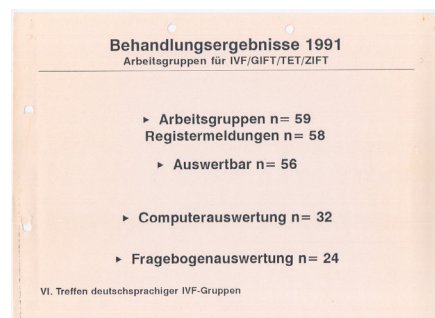 Behandlungsergebnisse 1991
Arbeitsgruppen für IVF/GIFT/TET/ZIFT
► Arbeitsgruppen n= 59
Registermeldungen n= 58
► Auswertbar n= 56
► Computerauswertung n= 32
► Fragebogenauswertung n= 24
VI. Treffen deutschsprachiger IVF-Gruppen